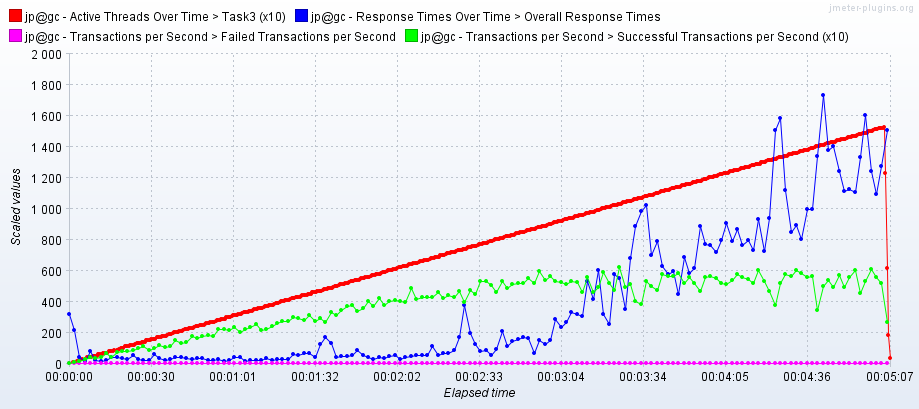 jmeter-plugins.org
jp@gc - Active Threads Over Time > Task3 (x10) jp@gc - Response Times Over Time > Overall Response Times
jp@gc - Transactions per Second > Failed Transactions per Second jp@gc - Transactions per Second > Successful Transactions per Second (x10)
2 000
1 800
1 600
1 400
1 200
1 000
800
600
400
200
0
Scaled values
00:00:00 00:00:30 00:01:01 00:01:32 00:02:02 00:02:33 00:03:04 00:03:34 00:04:05 00:04:36 00:05:07
Elapsed time